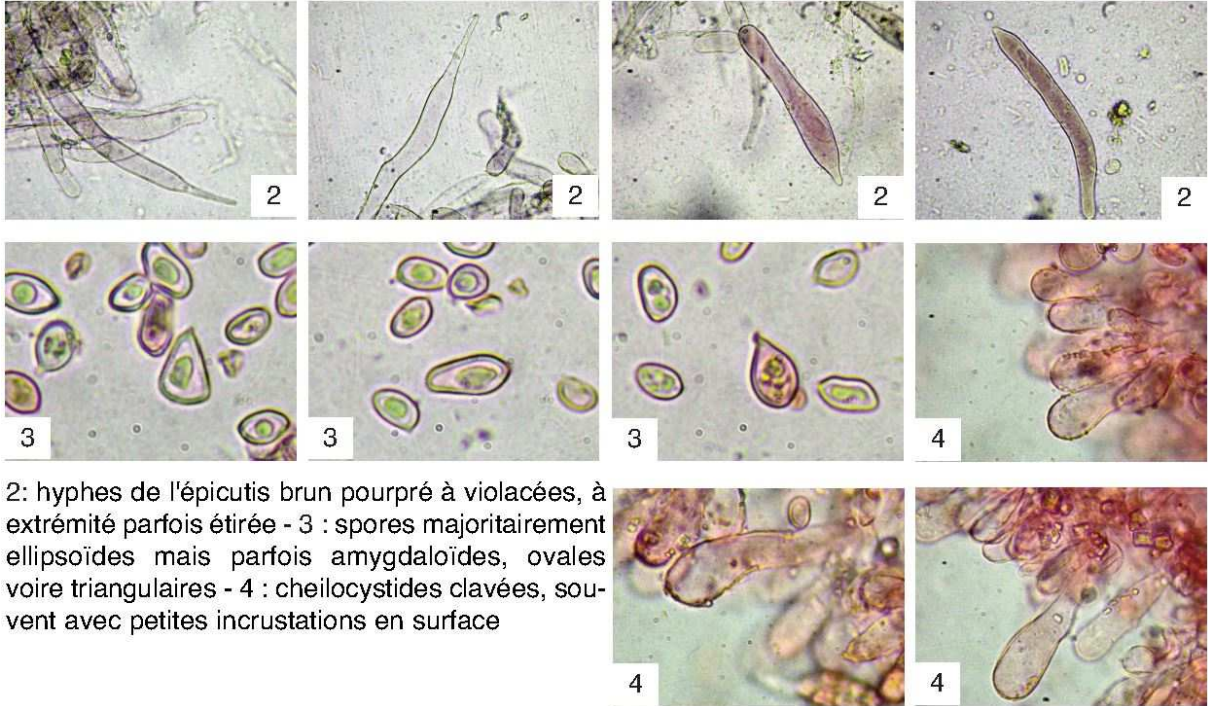 2
2
2
2
3
3
3
4
2: hyphes de l'épicutis brun pourpré à violacées, à
extrémité parfois étirée - 3 : spores majoritairement
ellipsoïdes mais parfois amygdaloïdes, ovales
voire triangulaires - 4 : cheilocystides clavées, sou-
vent avec petites incrustations en surface
4
4